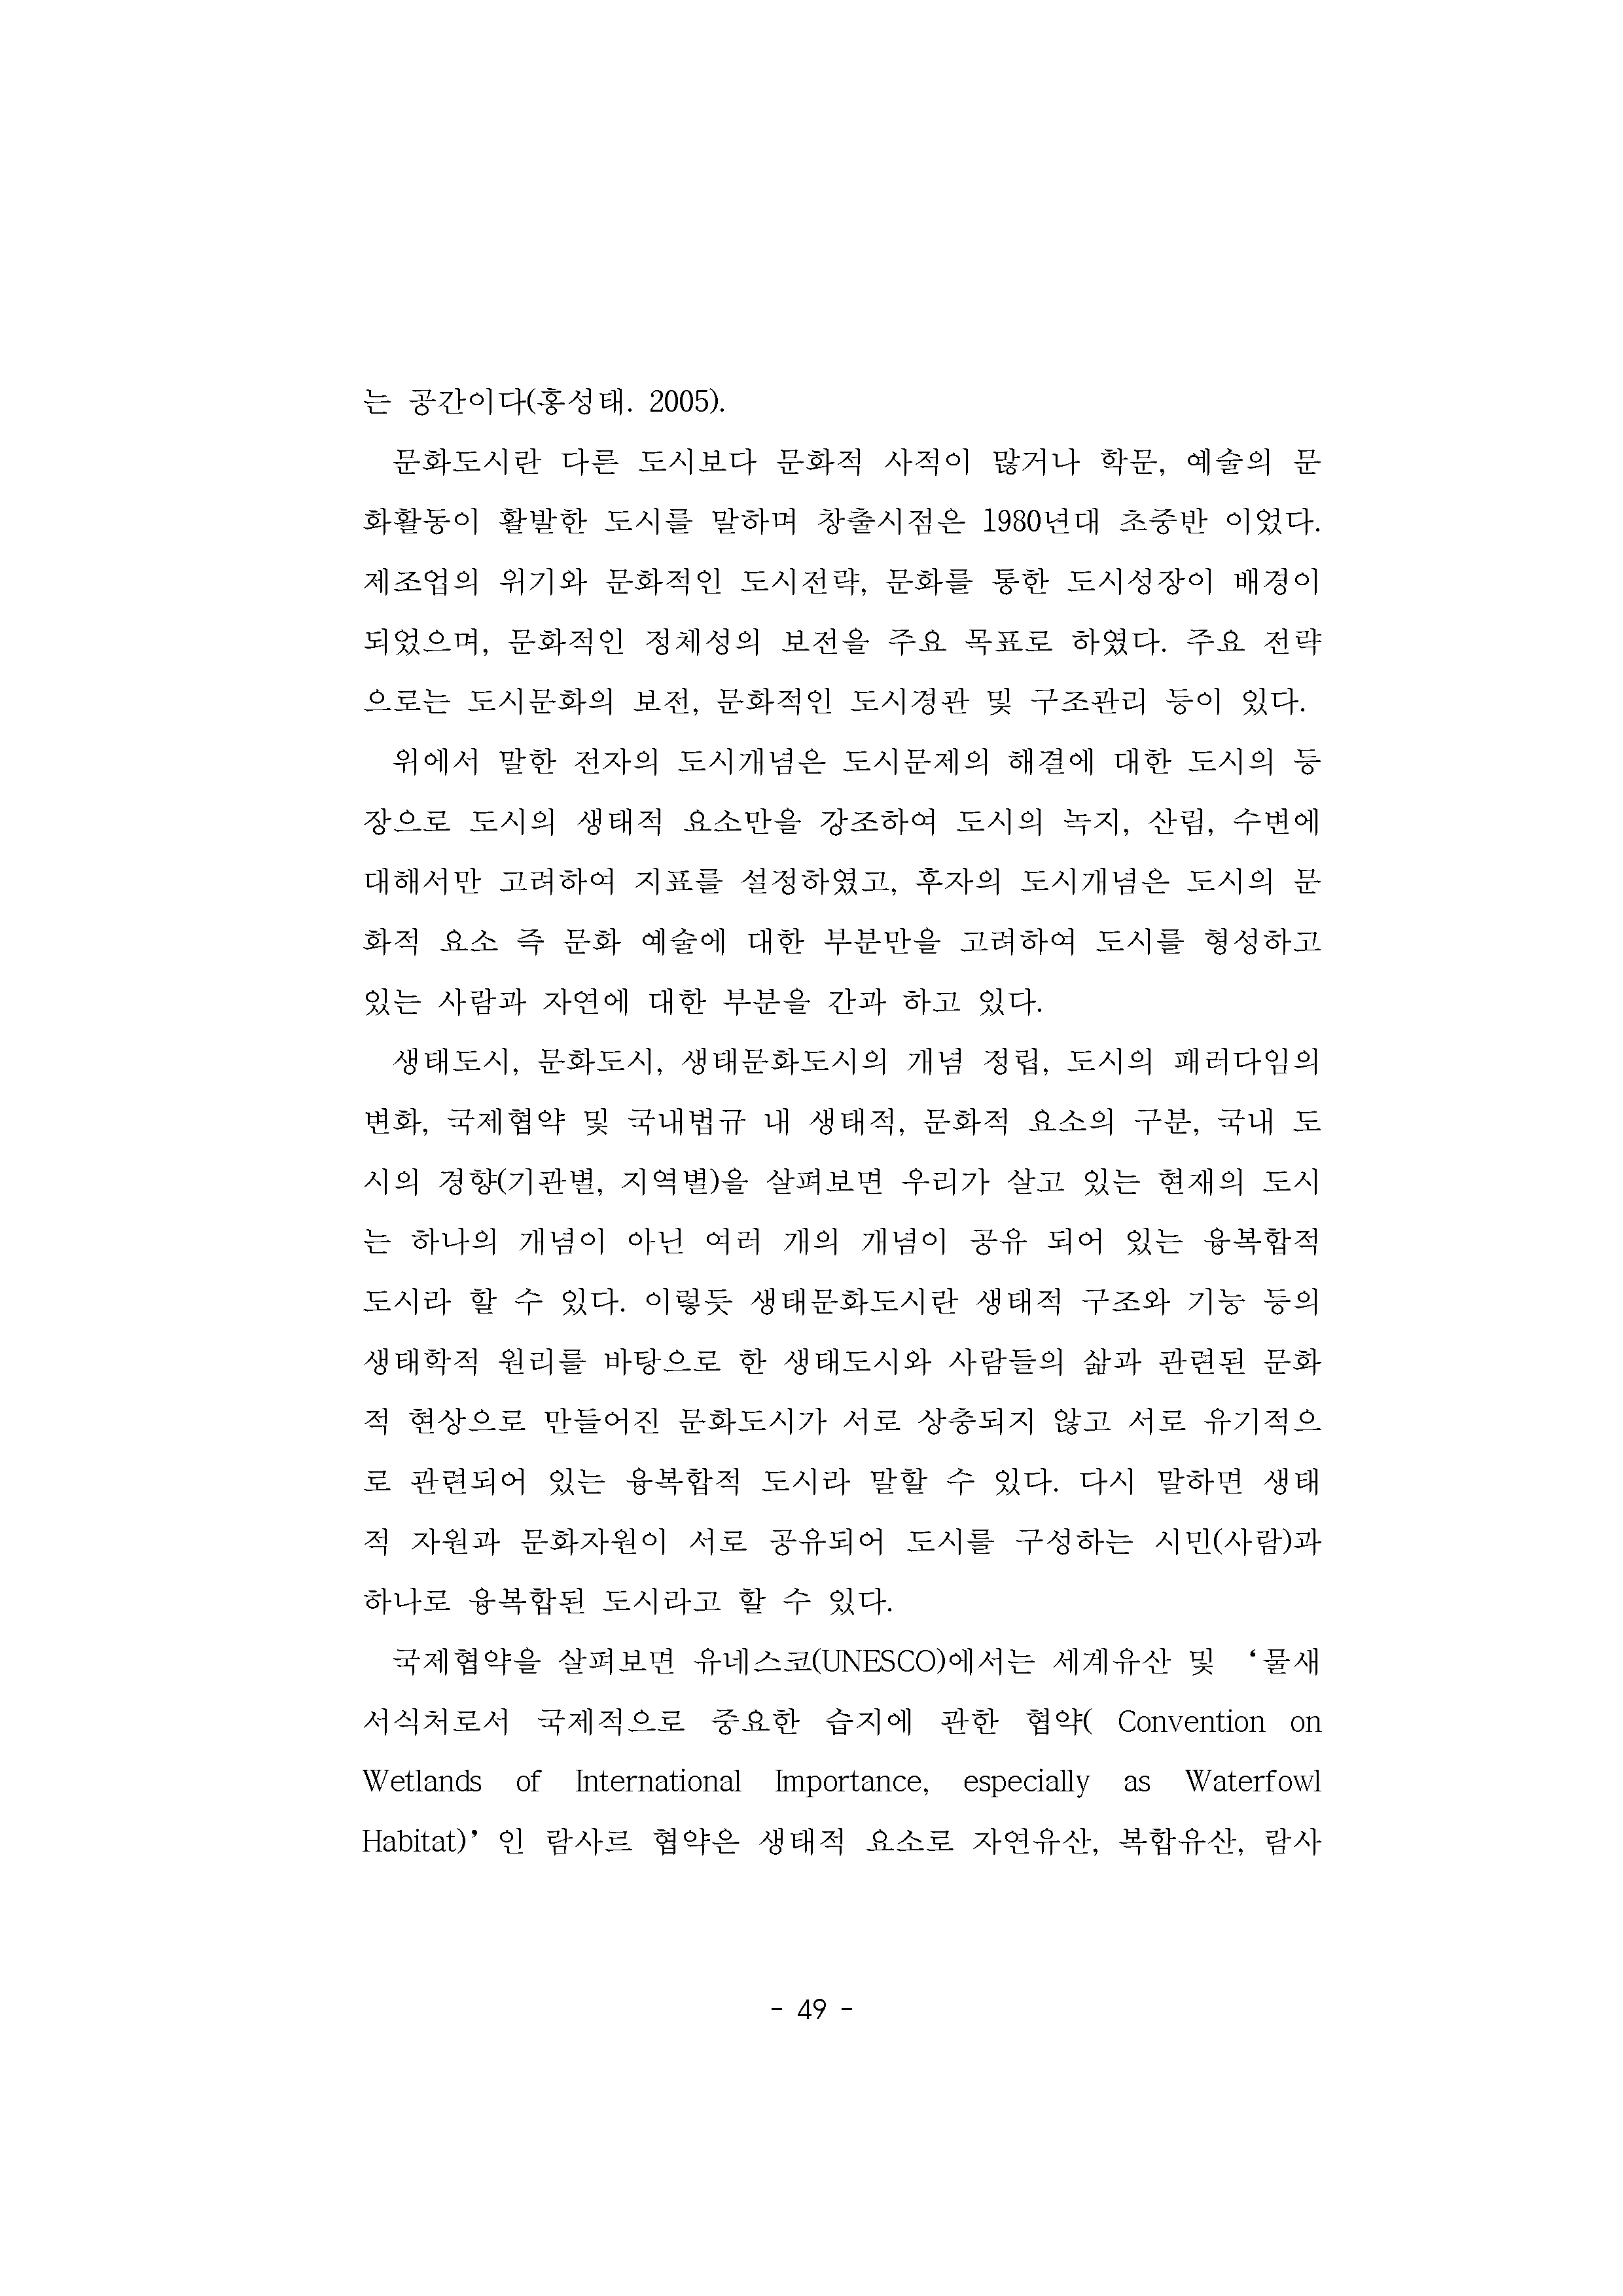 는 공간이다(홍성태. 2005).
문화도시란 다른 도시보다 문화적 사적이 많거나 학문, 예술의 문
화활동이 활발한 도시를 말하며 창출시점은 1980년대 초중반 이었다.
제조업의 위기와 문화적인 도시전략, 문화를 통한 도시성장이 배경이
되었으며, 문화적인 정체성의 보전을 주요 목표로 하였다. 주요 전략
으로는 도시문화의 보전, 문화적인 도시경관 및 구조관리 등이 있다.
위에서 말한 전자의 도시개념은 도시문제의 해결에 대한 도시의 등
장으로 도시의 생태적 요소만을 강조하여 도시의 녹지, 산림, 수변에
대해서만 고려하여 지표를 설정하였고, 후자의 도시개념은 도시의 문
화적 요소 즉 문화 예술에 대한 부분만을 고려하여 도시를 형성하고
있는 사람과 자연에 대한 부분을 간과 하고 있다.
생태도시, 문화도시, 생태문화도시의 개념 정립, 도시의 패러다임의
변화, 국제협약 및 국내법규 내 생태적, 문화적 요소의 구분, 국내 도
시의 경향(기관별, 지역별)을 살펴보면 우리가 살고 있는 현재의 도시
는 하나의 개념이 아닌 여러 개의 개념이 공유 되어 있는 융복합적
도시라 할 수 있다. 이렇듯 생태문화도시란 생태적 구조와 기능 등의
생태학적 원리를 바탕으로 한 생태도시와 사람들의 삶과 관련된 문화
적 현상으로 만들어진 문화도시가 서로 상충되지 않고 서로 유기적으
로 관련되어 있는 융복합적 도시라 말할 수 있다. 다시 말하면 생태
적 자원과 문화자원이 서로 공유되어 도시를 구성하는 시민(사람)과
하나로 융복합된 도시라고 할 수 있다.
국제협약을 살펴보면 유네스코(UNESCO)에서는 세계유산 및 ‘물새
서식처로서 국제적으로 중요한 습지에 관한 협약( Convention on
Wetlands of International Importance, especially as Waterfowl
Habitat)’인 람사르 협약은 생태적 요소로 자연유산, 복합유산, 람사
- 49 -